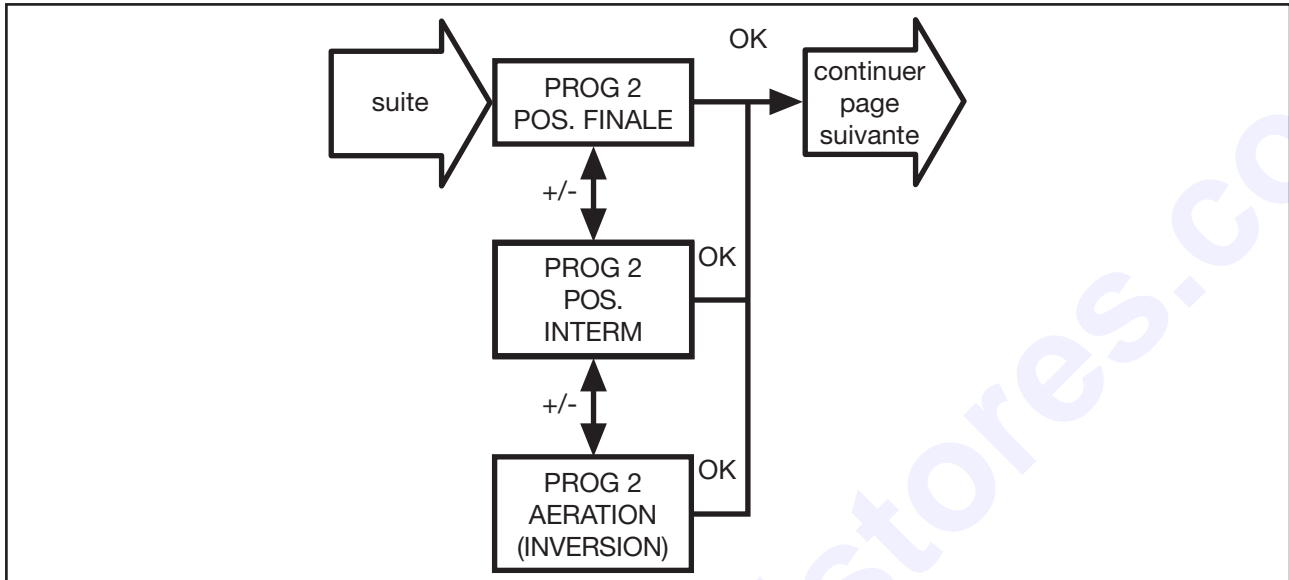 OK
suite
PROG 2
POS. FINALE
continuer
page
suivante
+/-
PROG 2
POS.
INTERM
OK
+/-
PROG 2
AERATION
(INVERSION)
OK